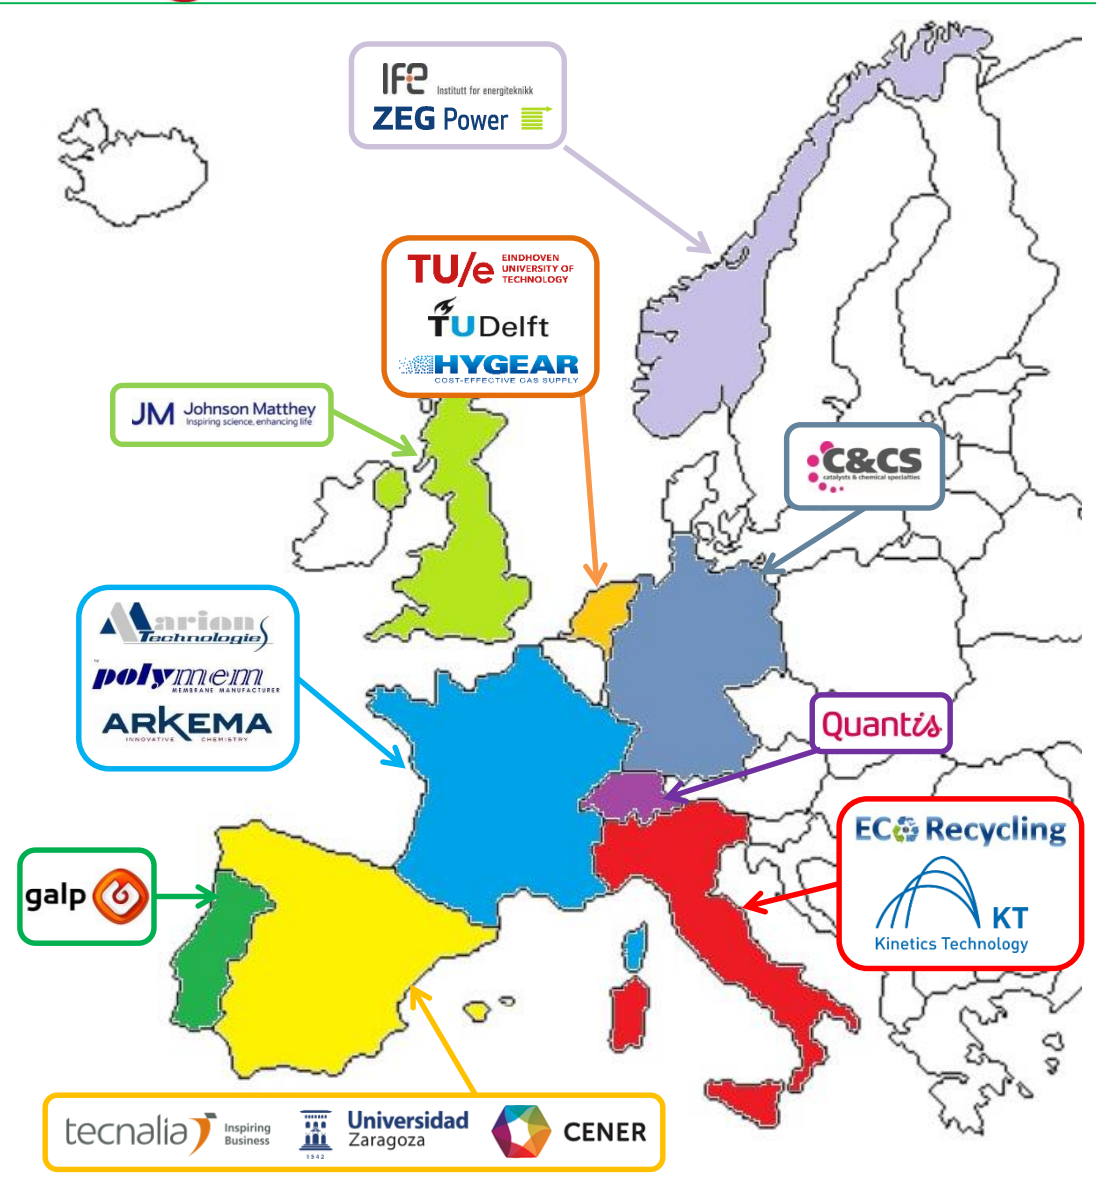 IFE
Institutt for energiteknikk
ZEG Power
TU/e EINDHOVEN
UNIVERSITY OF
TECHNOLOGY
TU Delft
HYGEAR
COST-EFFECTIVE GAS SUPPLY
JM Johnson Matthey
Inspiring science, enhancing life
C&CS
catalysts & chemical specialties
Marion
Technologies
polymem
MEMBRANE MANUFACTURER
ARKEMA
INNOVATIVE CHEMISTRY
Quantis
ECO Recycling
KT
Kinetics Technology
galp
tecnalia Inspiring
Business
1542
Universidad
Zaragoza
CENER